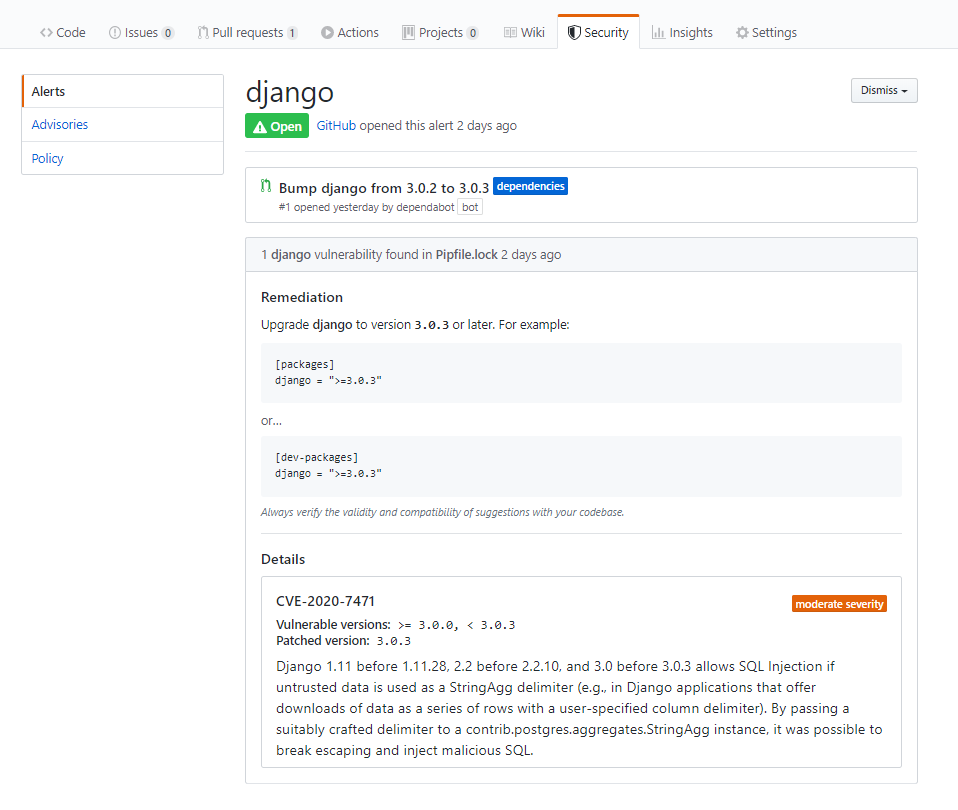 Code Issues 0 Pull requests 1 Actions Projects 0 Wiki Security Insights Settings
Alerts
Advisories
Policy
django
Dismiss
Open GitHub opened this alert 2 days ago
Bump django from 3.0.2 to 3.0.3 dependencies
#1 opened yesterday by dependabot bot
1 django vulnerability found in Pipfile.lock 2 days ago
Remediation
Upgrade django to version 3.0.3 or later. For example:
[packages]
django = ">=3.0.3"
or…
[dev-packages]
django = ">=3.0.3"
Always verify the validity and compatibility of suggestions with your codebase.
Details
CVE-2020-7471
moderate severity
Vulnerable versions: >= 3.0.0, < 3.0.3
Patched version: 3.0.3
Django 1.11 before 1.11.28, 2.2 before 2.2.10, and 3.0 before 3.0.3 allows SQL Injection if
untrusted data is used as a StringAgg delimiter (e.g., in Django applications that offer
downloads of data as a series of rows with a user-specified column delimiter). By passing a
suitably crafted delimiter to a contrib.postgres.aggregates.StringAgg instance, it was possible to
break escaping and inject malicious SQL.